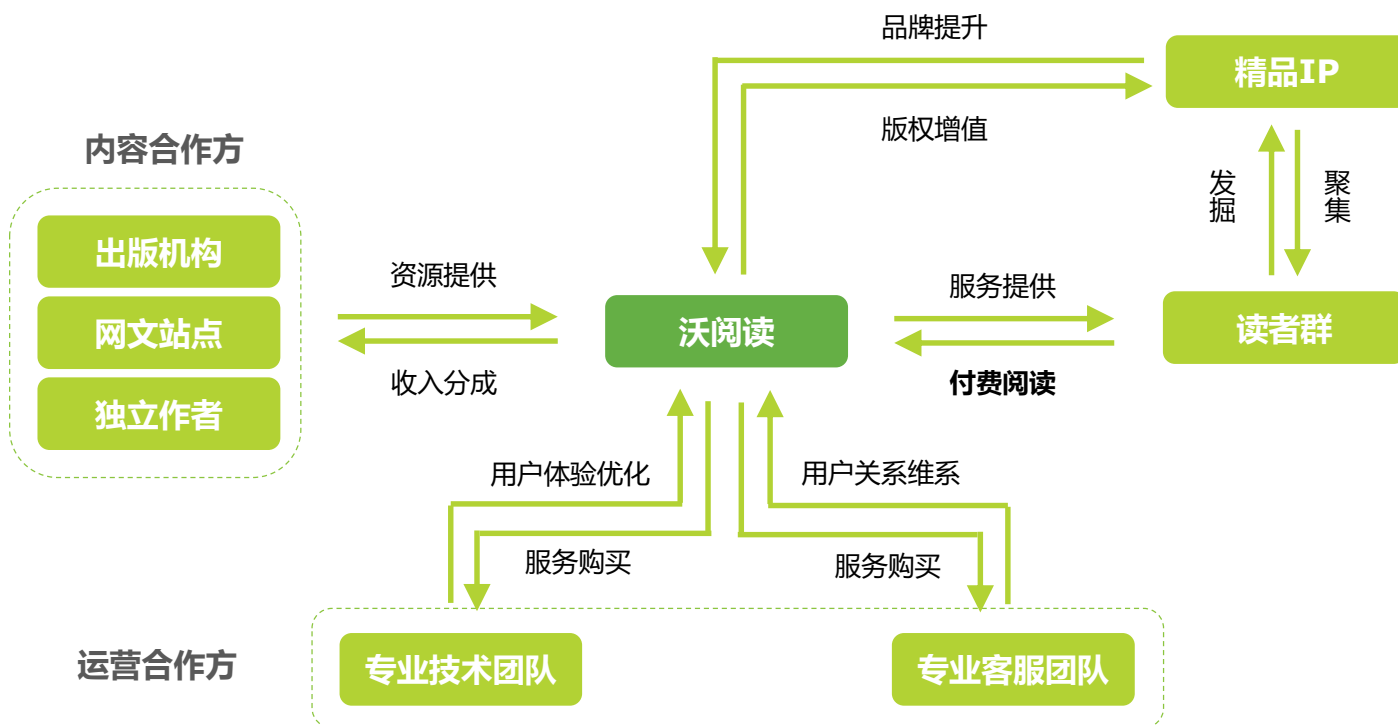 品牌提升
精品IP
版权增值
内容合作方
发掘
聚集
出版机构
资源提供
服务提供
网文站点
沃阅读
读者群
收入分成
付费阅读
独立作者
用户体验优化
用户关系维系
服务购买
服务购买
运营合作方
专业技术团队
专业客服团队